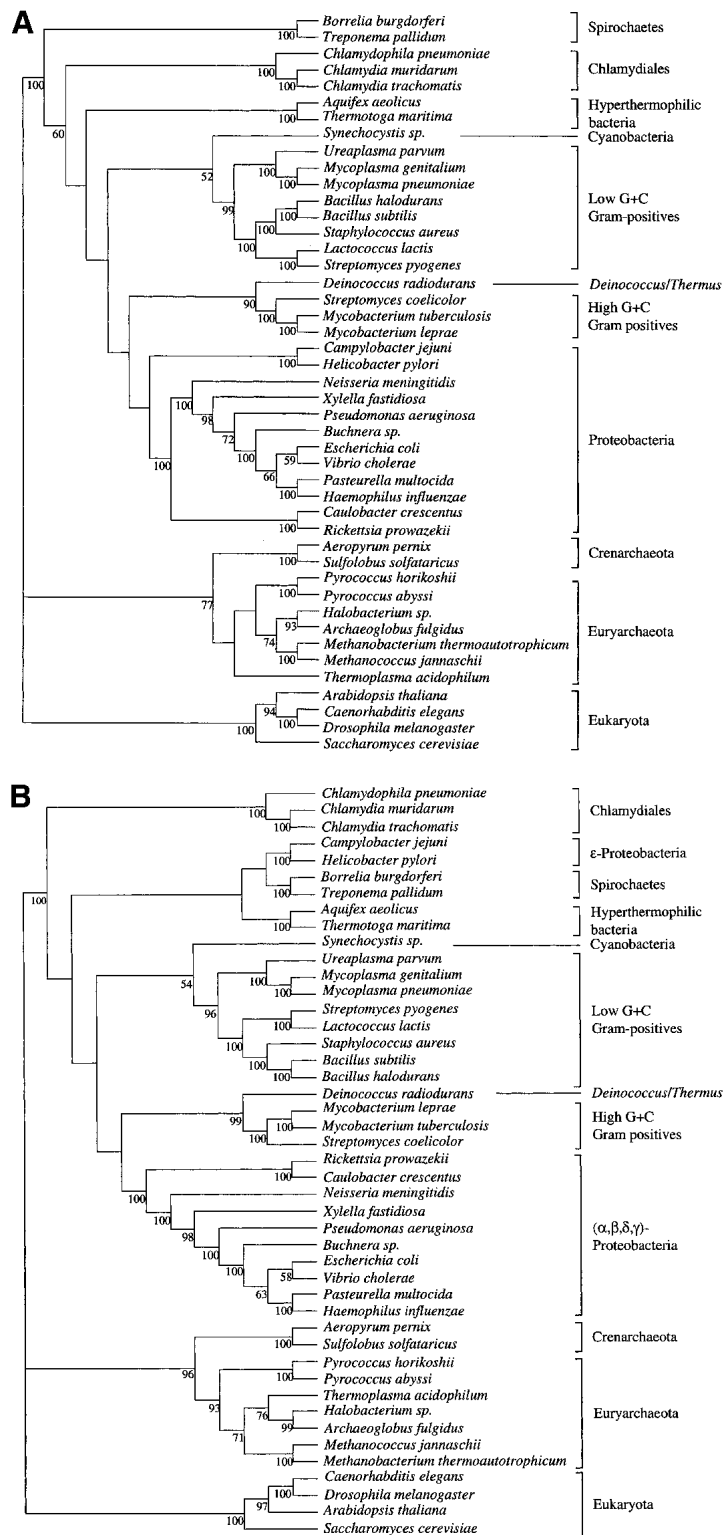 A
Borrelia burgdorferi
Treponema pallidum
Spirochaetes
100
Chlamydophila pneumoniae
Chlamydia muridarum
Chlamydia trachomatis
Chlamydiales
100
100
100
Aquifex aeolicus
Thermotoga maritima
Hyperthermophilic
bacteria
100
60
Synechocystis sp.
Cyanobacteria
Ureaplasma parvum
Mycoplasma genitalium
Mycoplasma pneumoniae
Bacillus halodurans
Bacillus subtilis
Staphylococcus aureus
Lactococcus lactis
Streptomyces pyogenes
Low G+C
Gram-positives
52
100
100
99
100
100
100
100
Deinococcus radiodurans
Deinococcus/Thermus
Streptomyces coelicolor
Mycobacterium tuberculosis
Mycobacterium leprae
High G+C
Gram positives
90
100
100
Campylobacter jejuni
Helicobacter pylori
Neisseria meningitidis
Xylella fastidiosa
Pseudomonas aeruginosa
Buchnera sp.
Escherichia coli
Vibrio cholerae
Pasteurella multocida
Haemophilus influenzae
Caulobacter crescentus
Rickettsia prowazekii
Proteobacteria
100
100
98
72
100
59
66
100
100
100
Aeropyrum pernix
Sulfolobus solfataricus
Crenarchaeota
100
Pyrococcus horikoshii
Pyrococcus abyssi
Halobacterium sp.
Archaeoglobus fulgidus
Methanobacterium thermoautotrophicum
Methanococcus jannaschii
Thermoplasma acidophilum
Euryarchaeota
100
77
93
74
100
Arabidopsis thaliana
Caenorhabditis elegans
Drosophila melanogaster
Saccharomyces cerevisiae
Eukaryota
94
100
100
B
Chlamydophila pneumoniae
Chlamydia muridarum
Chlamydia trachomatis
Chlamydiales
100
100
Campylobacter jejuni
Helicobacter pylori
ε-Proteobacteria
100
Borrelia burgdorferi
Treponema pallidum
Spirochaetes
100
100
Aquifex aeolicus
Thermotoga maritima
Hyperthermophilic
bacteria
100
Synechocystis sp.
Cyanobacteria
Ureaplasma parvum
Mycoplasma genitalium
Mycoplasma pneumoniae
Streptomyces pyogenes
Lactococcus lactis
Staphylococcus aureus
Bacillus subtilis
Bacillus halodurans
Low G+C
Gram-positives
54
100
100
96
100
100
100
100
Deinococcus radiodurans
Deinococcus/Thermus
Mycobacterium leprae
Mycobacterium tuberculosis
Streptomyces coelicolor
High G+C
Gram positives
99
100
100
Rickettsia prowazekii
Caulobacter crescentus
Neisseria meningitidis
Xylella fastidiosa
Pseudomonas aeruginosa
Buchnera sp.
Escherichia coli
Vibrio cholerae
Pasteurella multocida
Haemophilus influenzae
(α,β,δ,γ)-
Proteobacteria
100
100
100
98
100
100
58
63
100
Aeropyrum pernix
Sulfolobus solfataricus
Crenarchaeota
100
Pyrococcus horikoshii
Pyrococcus abyssi
Thermoplasma acidophilum
Halobacterium sp.
Archaeoglobus fulgidus
Methanococcus jannaschii
Methanobacterium thermoautotrophicum
Euryarchaeota
96
100
93
76
99
71
100
Caenorhabditis elegans
Drosophila melanogaster
Arabidopsis thaliana
Saccharomyces cerevisiae
Eukaryota
100
97
100